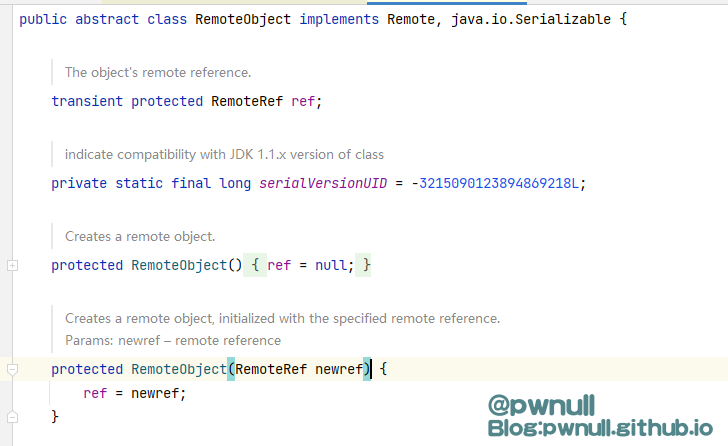 public abstract class RemoteObject implements Remote, java.io.Serializable {
The object's remote reference.
transient protected RemoteRef ref;
indicate compatibility with JDK 1.1.x version of class
private static final long serialVersionUID = -3215090123894869218L;
Creates a remote object.
protected RemoteObject() { ref = null; }
Creates a remote object, initialized with the specified remote reference.
Params: newref – remote reference
protected RemoteObject(RemoteRef newref) {
ref = newref;
}
@pwnull
Blog:pwnull.github.io